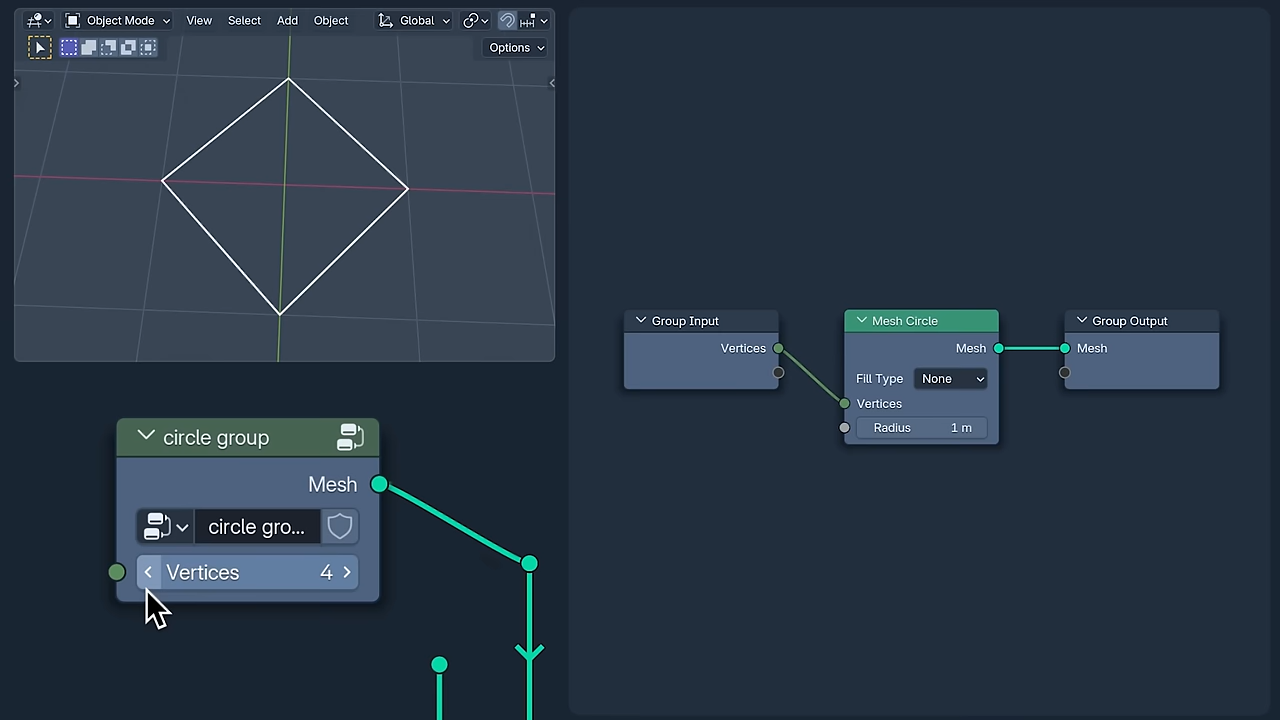 Object Mode View Select Add Object Global
Options
Group Input
Vertices
Mesh Circle
Mesh
Fill Type None
Vertices
Radius 1 m
Group Output
Mesh
circle group
Mesh
circle gro...
Vertices 4